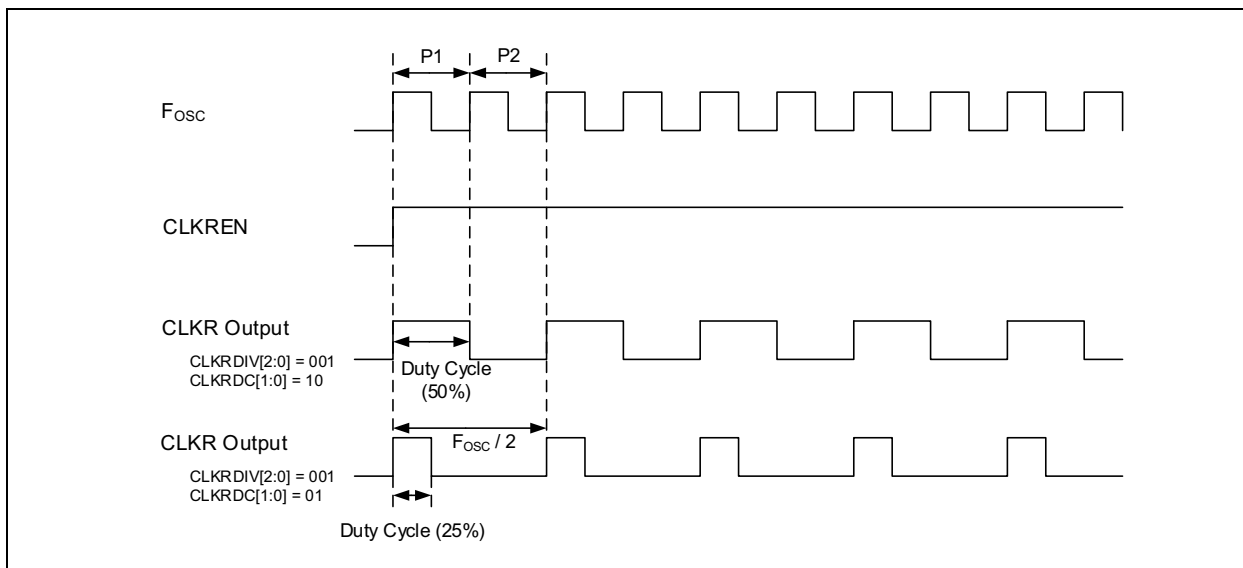 P1
P2
FOSC
CLKREN
CLKR Output
CLKRDIV[2:0] = 001
CLKRDC[1:0] = 10
Duty Cycle
(50%)
FOSC / 2
CLKR Output
CLKRDIV[2:0] = 001
CLKRDC[1:0] = 01
Duty Cycle (25%)